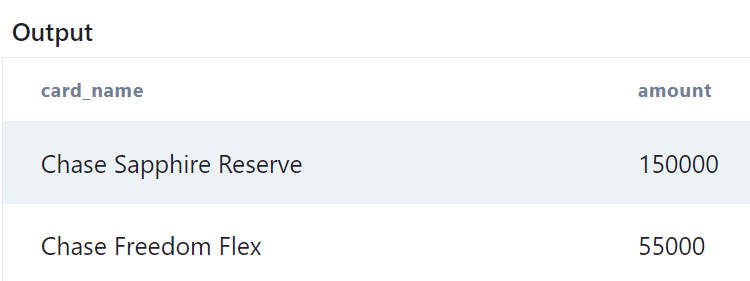 Output
card_name amount
Chase Sapphire Reserve 150000
Chase Freedom Flex 55000